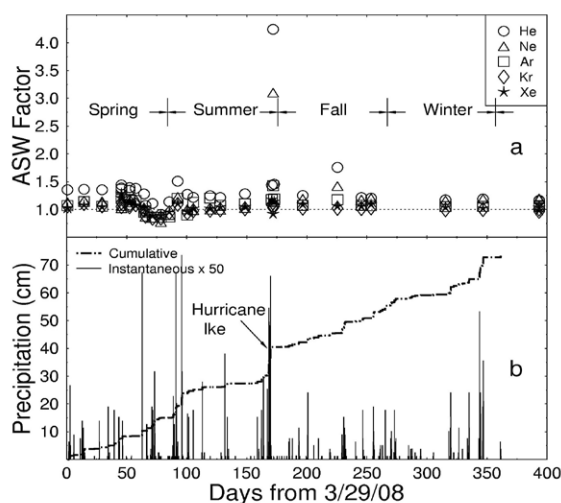 He
Ne
Ar
Kr
Xe
4.0
3.5
3.0
2.5
2.0
1.5
1.0
ASW Factor
Spring
Summer
Fall
Winter
a
Cumulative
Instantaneous x 50
70
60
50
40
30
20
10
Precipitation (cm)
Hurricane
Ike
b
0 50 100 150 200 250 300 350 400
Days from 3/29/08